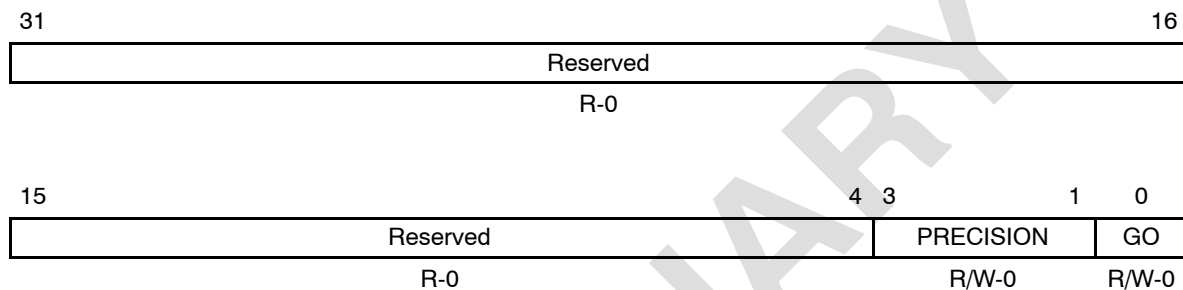 31 16
Reserved
R-0
15 4 3 1 0
Reserved PRECISION GO
R-0 R/W-0 R/W-0